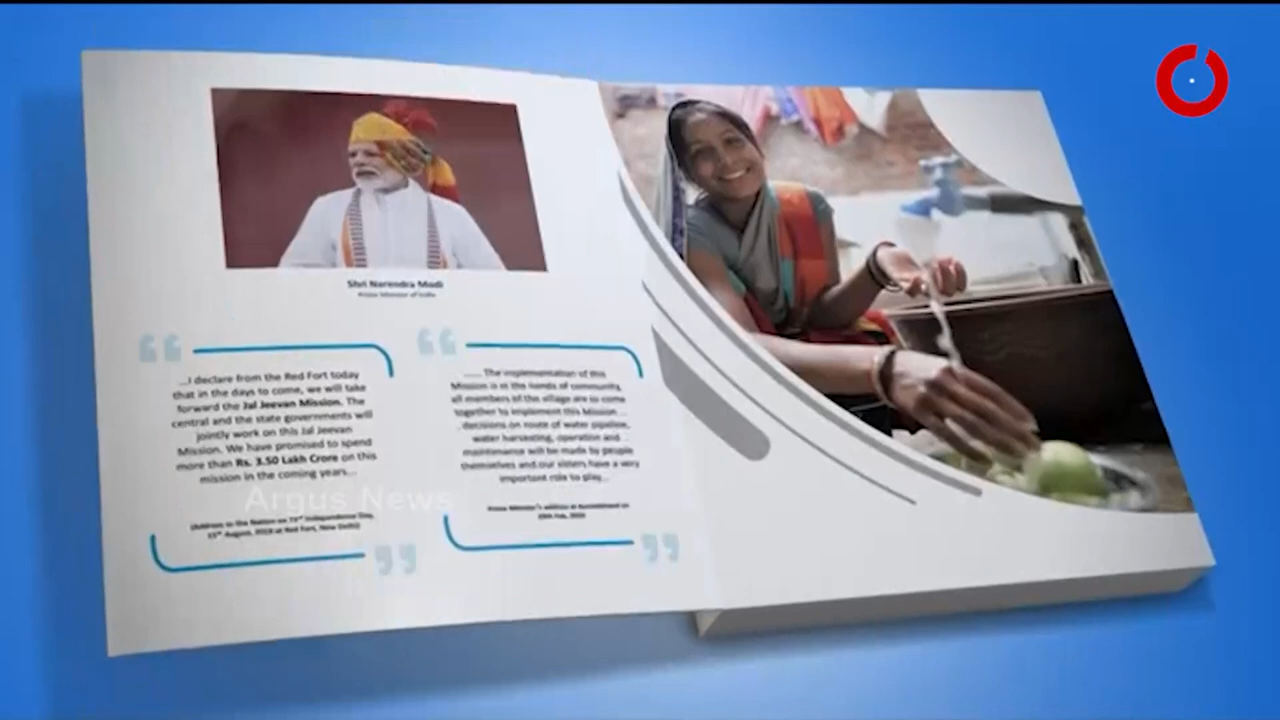 Shri Narendra Modi
Prime Minister of India
...I declare from the Red Fort today
that in the days to come, we will take
forward the Jal Jeevan Mission. The
central and the state governments will
jointly work on this Jal Jeevan
Mission. We have promised to spend
more than Rs. 3.50 Lakh Crore on this
mission in the coming years...
(Address to the Nation on 73rd Independence Day,
15th August, 2019 at Red Fort, New Delhi)
...... The implementation of this
Mission is in the hands of community,
all members of the village are to come
together to implement this Mission ...
decisions on route of water pipeline,
water harvesting, operation and
maintenance will be made by people
themselves and our sisters have a very
important role to play...
Prime Minister's address at
Feb,
Argus News